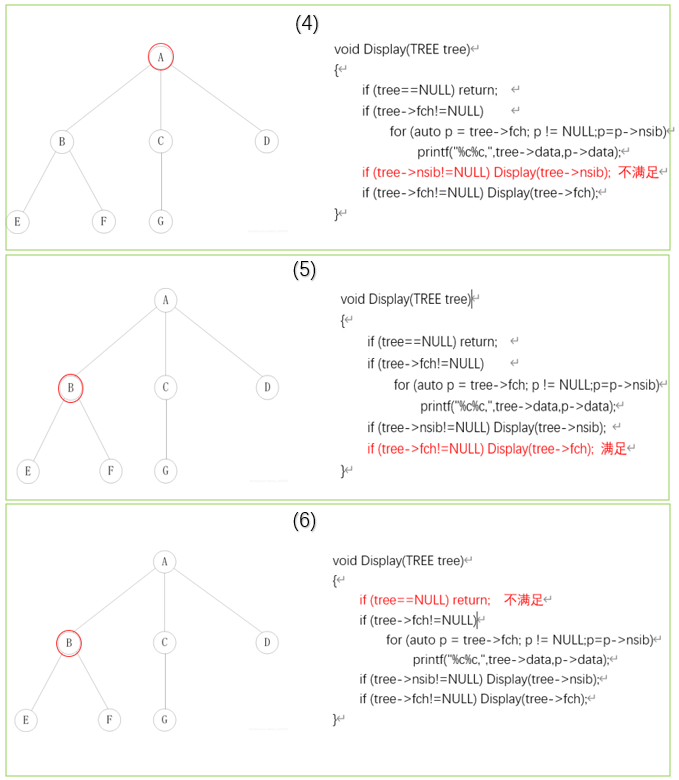 (4)
A
B
C
D
E
F
G
void Display(TREE tree)↵
{↵
if (tree==NULL) return; ↵
if (tree->fch!=NULL) ↵
for (auto p = tree->fch; p != NULL;p=p->nsib)↵
printf("%c%c,",tree->data,p->data);↵
if (tree->nsib!=NULL) Display(tree->nsib); 不满足↵
if (tree->fch!=NULL) Display(tree->fch);↵
}↵
(5)
A
B
C
D
E
F
G
void Display(TREE tree)↵
{↵
if (tree==NULL) return; ↵
if (tree->fch!=NULL) ↵
for (auto p = tree->fch; p != NULL;p=p->nsib)↵
printf("%c%c,",tree->data,p->data);↵
if (tree->nsib!=NULL) Display(tree->nsib); ↵
if (tree->fch!=NULL) Display(tree->fch); 满足↵
}↵
(6)
A
B
C
D
E
F
G
void Display(TREE tree)↵
{↵
if (tree==NULL) return; 不满足↵
if (tree->fch!=NULL)↵
for (auto p = tree->fch; p != NULL;p=p->nsib)↵
printf("%c%c,",tree->data,p->data);↵
if (tree->nsib!=NULL) Display(tree->nsib);↵
if (tree->fch!=NULL) Display(tree->fch);↵
}↵